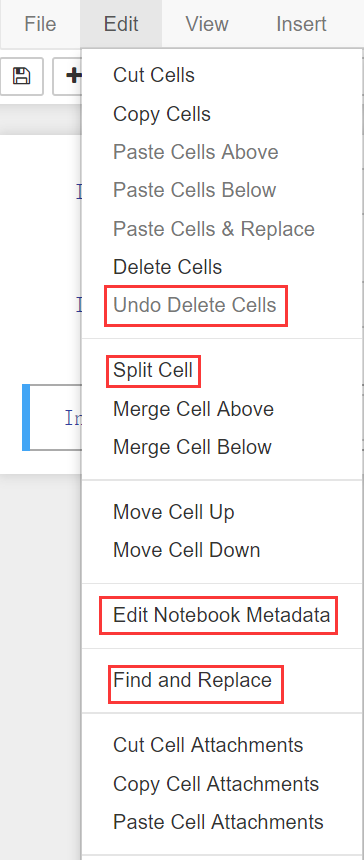 File Edit View Insert
Cut Cells
Copy Cells
Paste Cells Above
Paste Cells Below
Paste Cells & Replace
Delete Cells
Undo Delete Cells
Split Cell
Merge Cell Above
Merge Cell Below
In
Move Cell Up
Move Cell Down
Edit Notebook Metadata
Find and Replace
Cut Cell Attachments
Copy Cell Attachments
Paste Cell Attachments